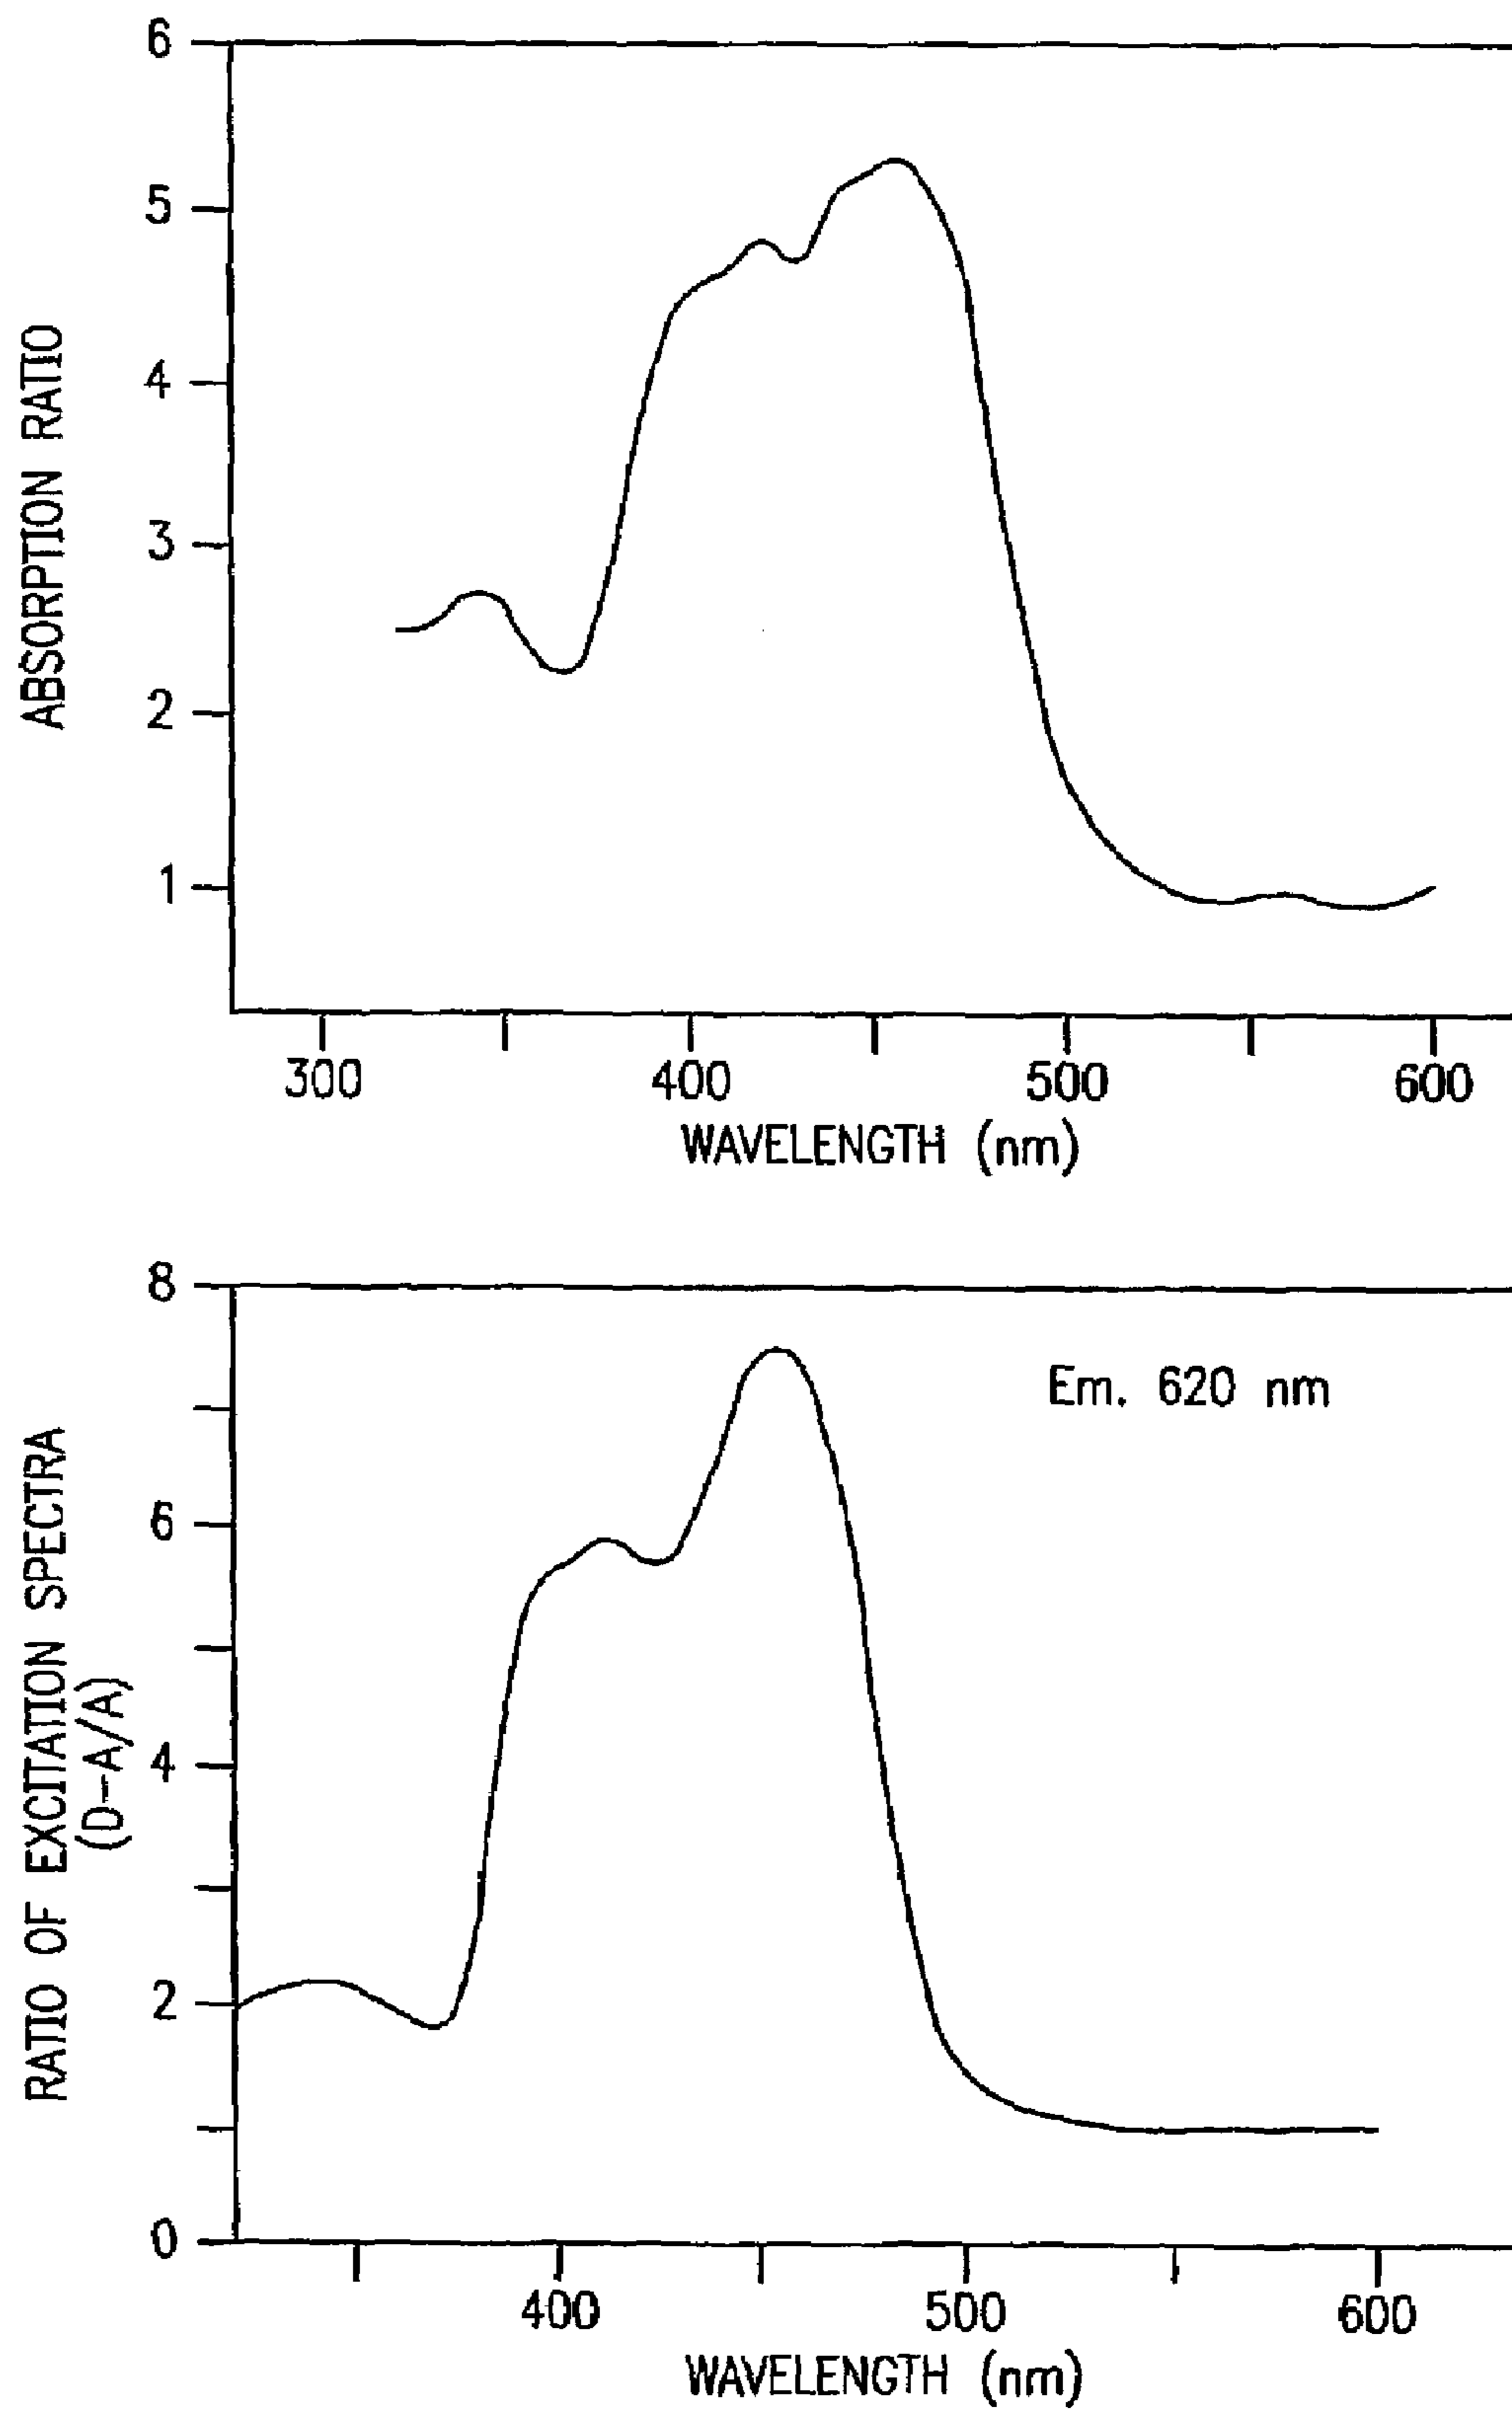 6
5
4
3
2
1
ABSORPTION RATIO
300 400 500 600
WAVELENGTH (nm)
8
6
4
2
0
Em. 620 nm
RATIO OF EXCITATION SPECTRA
(D-A/A)
400 500 600
WAVELENGTH (nm)